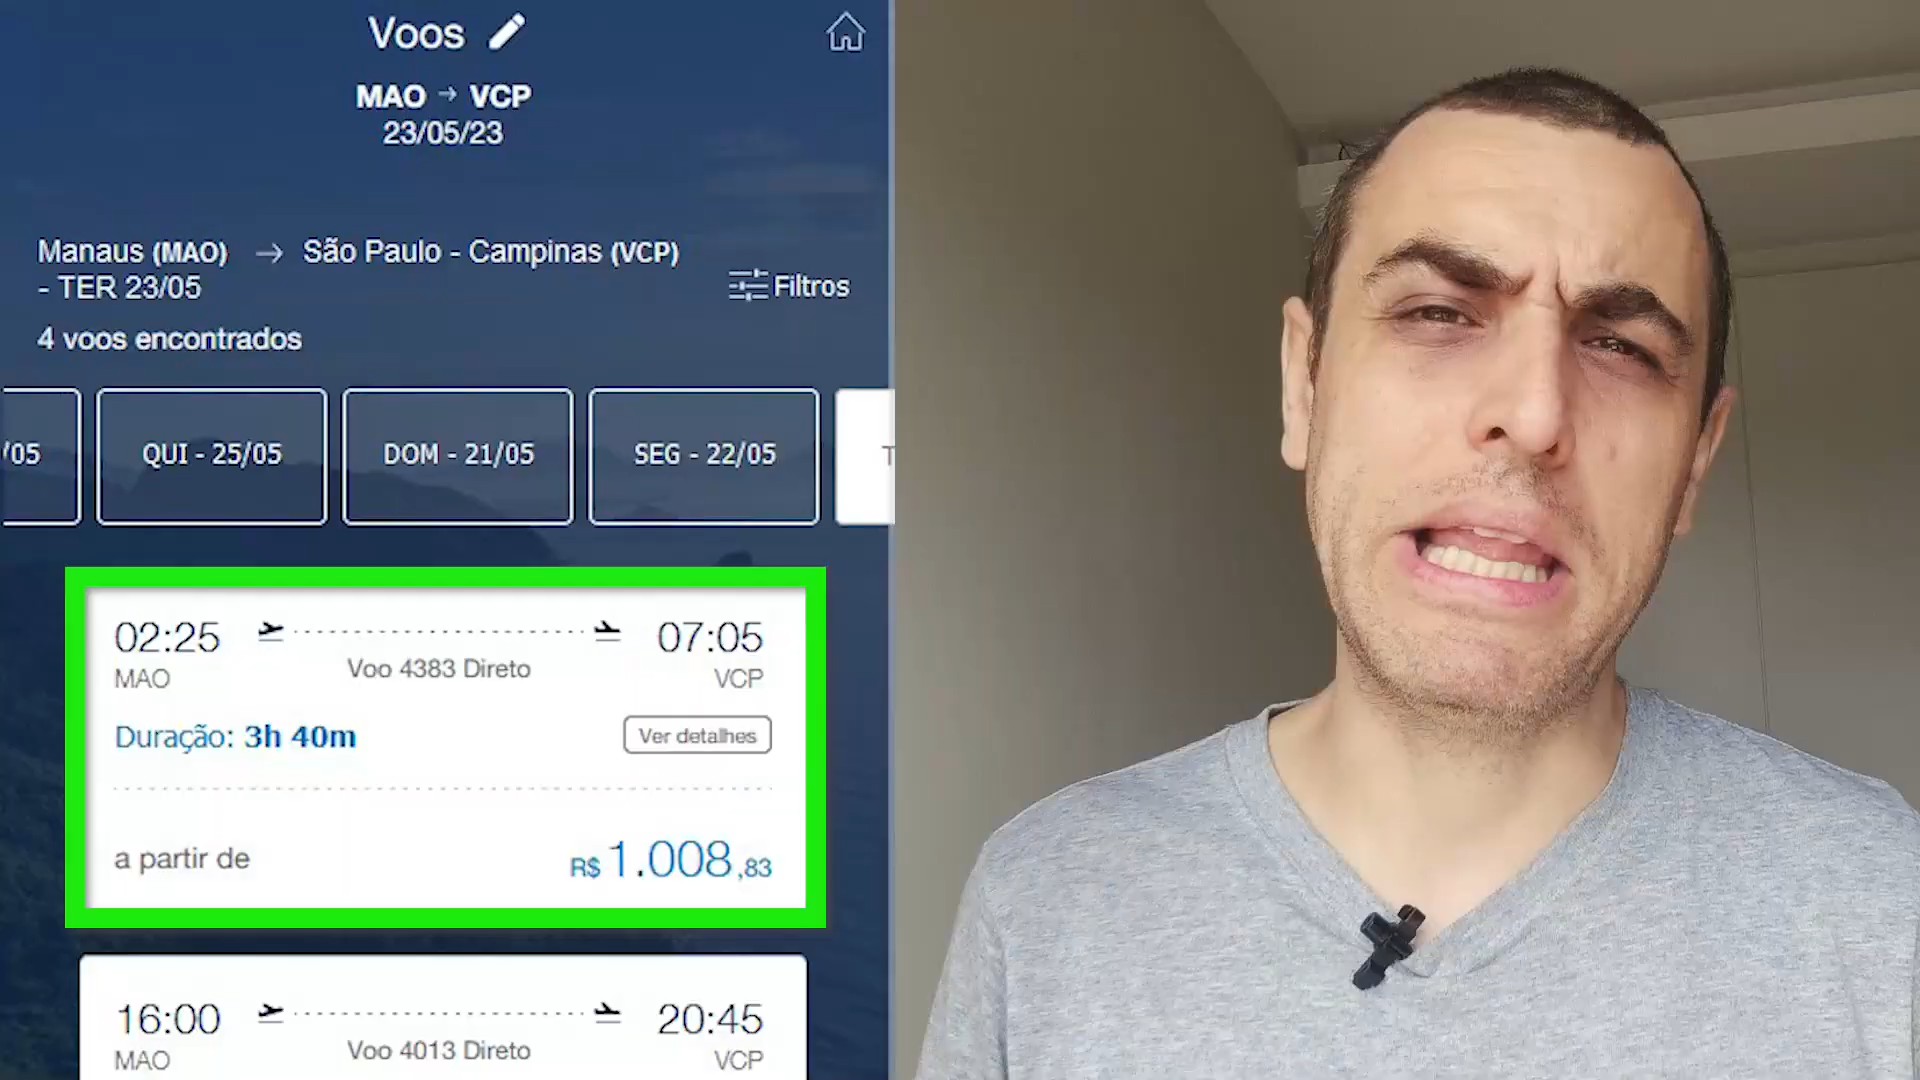 Voos
MAO → VCP
23/05/23
Manaus (MAO) → São Paulo - Campinas (VCP)
- TER 23/05
Filtros
4 voos encontrados
/05
QUI - 25/05
DOM - 21/05
SEG - 22/05
T
02:25
07:05
MAO
Voo 4383 Direto
VCP
Duração: 3h 40m
Ver detalhes
a partir de
R$ 1.008,83
16:00
20:45
MAO
Voo 4013 Direto
VCP